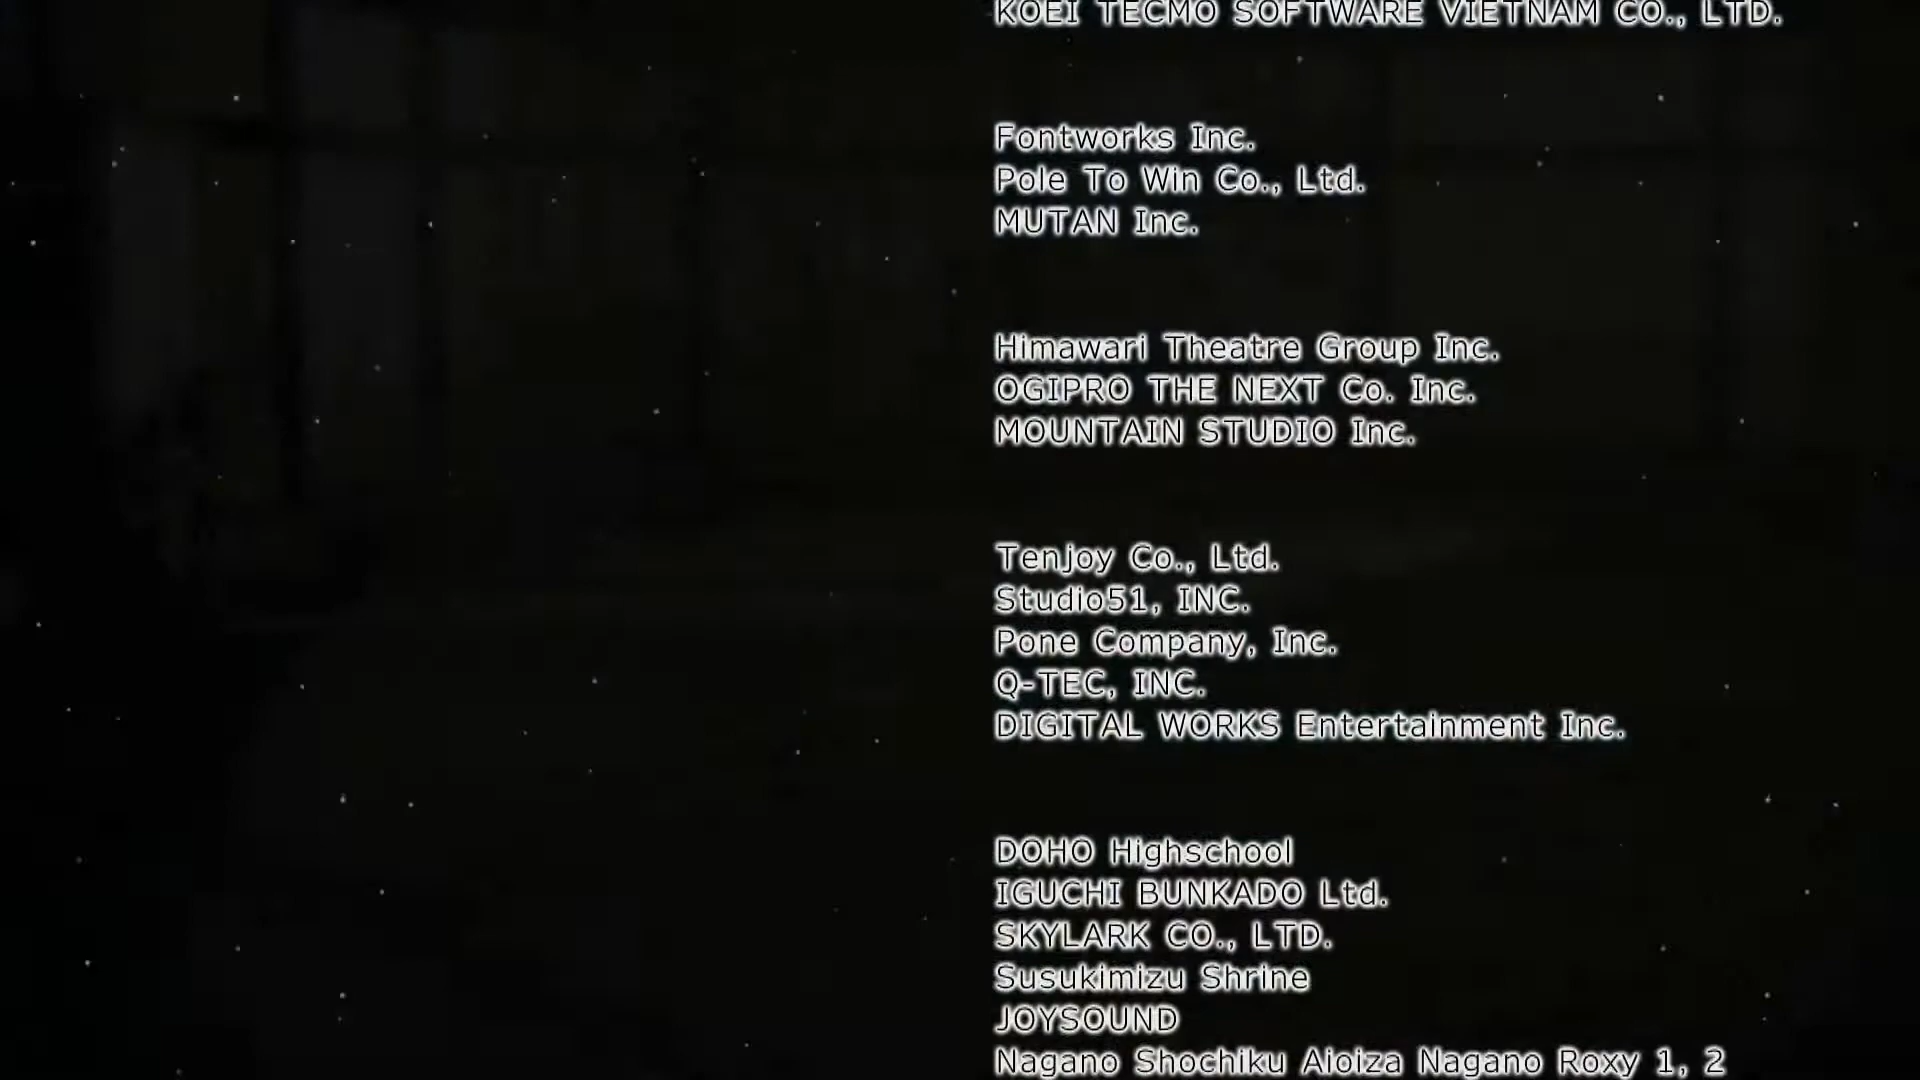 KOEI TECMO SOFTWARE VIETNAM CO., LTD.
Fontworks Inc.
Pole To Win Co., Ltd.
MUTAN Inc.
Himawari Theatre Group Inc.
OGIPRO THE NEXT Co. Inc.
MOUNTAIN STUDIO Inc.
Tenjoy Co., Ltd.
Studio51, INC.
Pone Company, Inc.
Q-TEC, INC.
DIGITAL WORKS Entertainment Inc.
DOHO Highschool
IGUCHI BUNKADO Ltd.
SKYLARK CO., LTD.
Susukimizu Shrine
JOYSOUND
Nagano Shochiku Aioiza Nagano Roxy 1, 2